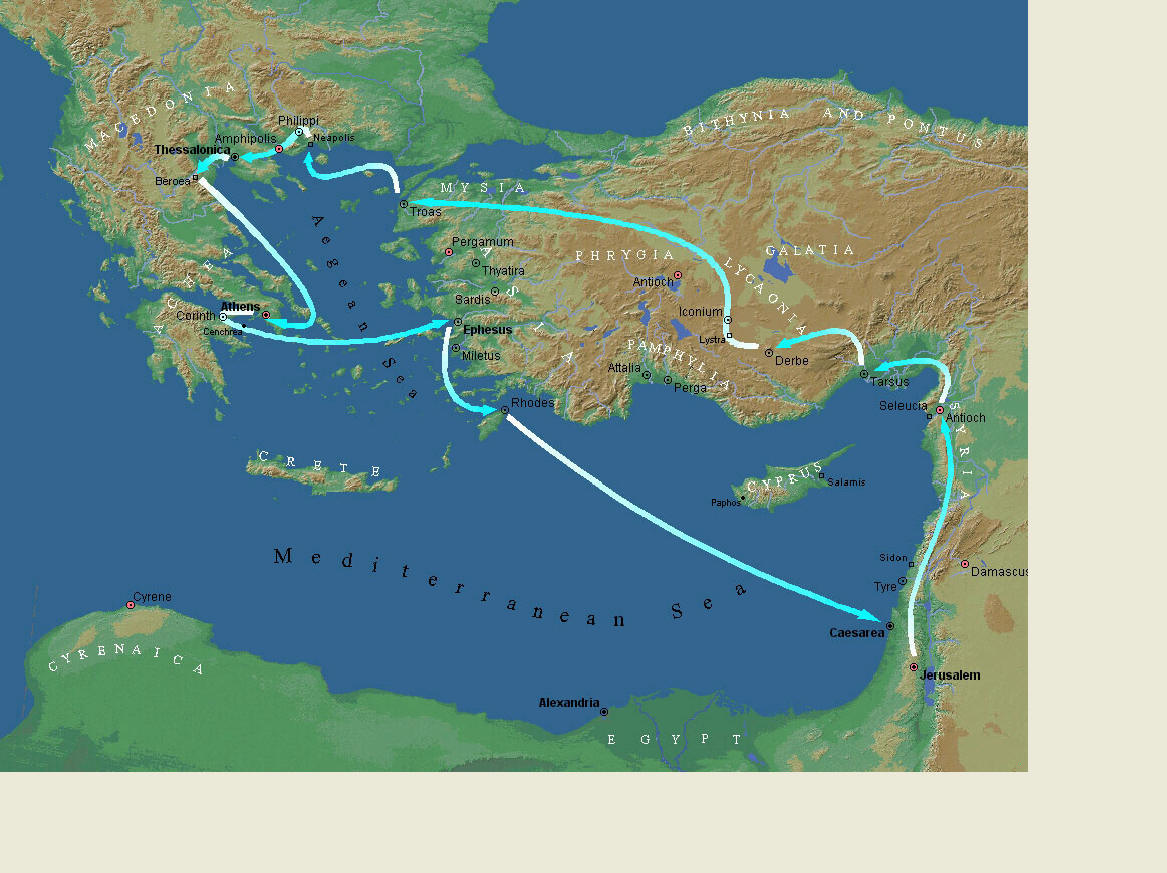 MACEDONIA
BITHYNIA AND PONTUS
Philippi
Neapolis
Amphipolis
Thessalonica
Beroea
MYSIA
Troas
Aegean Sea
Pergamum
Thyatira
ASIA
Sardis
PHRYGIA
GALATIA
LYCAONIA
Antioch
Iconium
Lystra
Derbe
ACHEA
Athens
Corinth
Cenchrea
Ephesus
Miletus
PAMPHYLIA
Attalia
Perga
Tarsus
Rhodes
Seleucia
Antioch
SYRIA
CRETE
CYPRUS
Salamis
Paphos
Mediterranean Sea
Sidon
Tyre
Damascus
Cyrene
CYRENAICA
Caesarea
Jerusalem
Alexandria
EGYPT